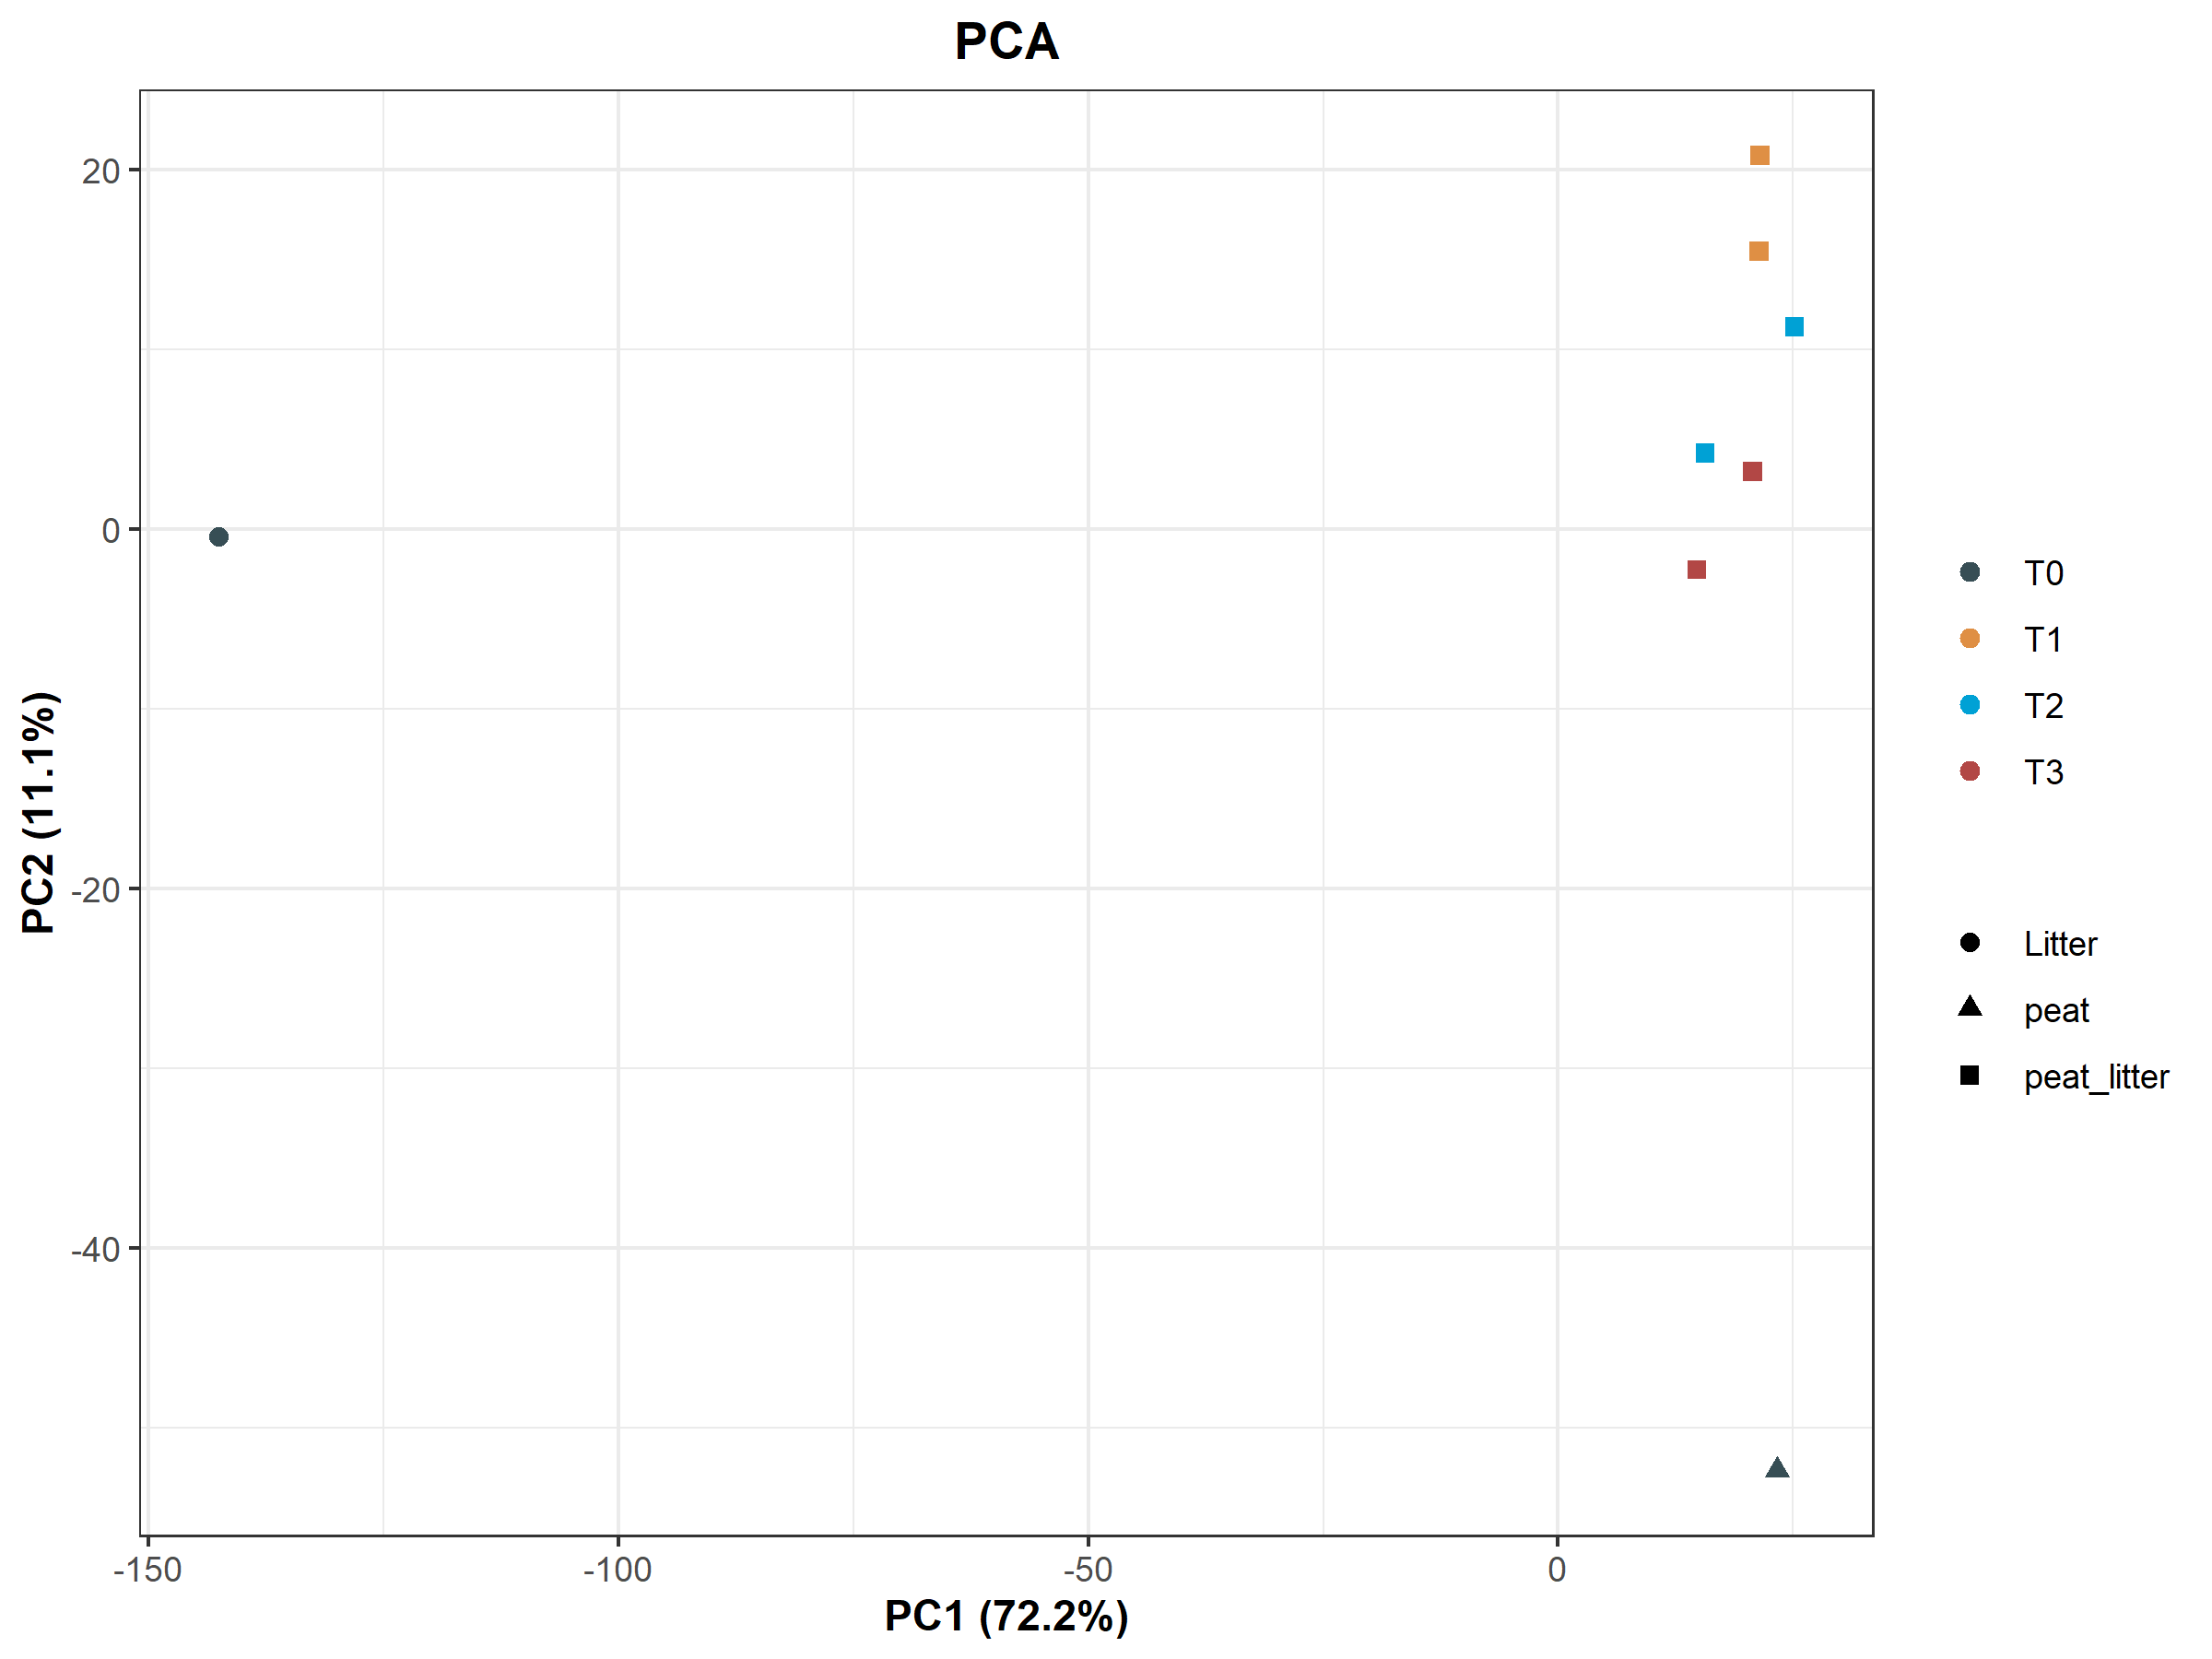 PCA
20
0
-20
-40
PC2 (11.1%)
-150
-100
-50
0
PC1 (72.2%)
T0
T1
T2
T3
Litter
peat
peat_litter